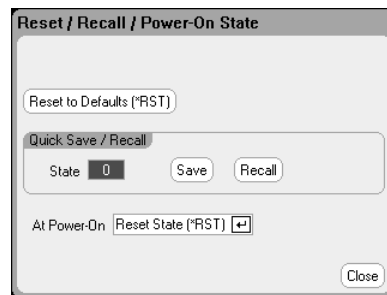 Reset / Recall / Power-On State
Reset to Defaults (*RST)
Quick Save / Recall
State 0 Save Recall
At Power-On Reset State (*RST)
Close